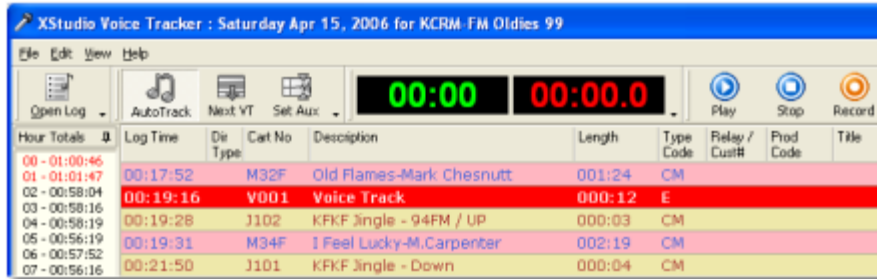 XStudio Voice Tracker : Saturday Apr 15, 2006 for KCRM-FM Oldies 99
File Edit View Help
Open Log AutoTrack Next VT Set Aux 00:00 00:00.0 Play Stop Record
Hour Totals Log Time Dir Type Cart No Description Length Type Code Relay / Cust# Prod Code Title
00 - 01:00:46
01 - 01:01:47
02 - 00:58:04
03 - 00:58:16
04 - 00:58:19
05 - 00:56:19
06 - 00:57:52
07 - 00:56:16
00:17:52 M32F Old Flames-Mark Chesnutt 001:24 CM
00:19:16 V001 Voice Track 000:12 E
00:19:28 J102 KFKF Jingle - 94FM / UP 000:03 CM
00:19:31 M34F I Feel Lucky-M.Carpenter 002:19 CM
00:21:50 J101 KFKF Jingle - Down 000:04 CM